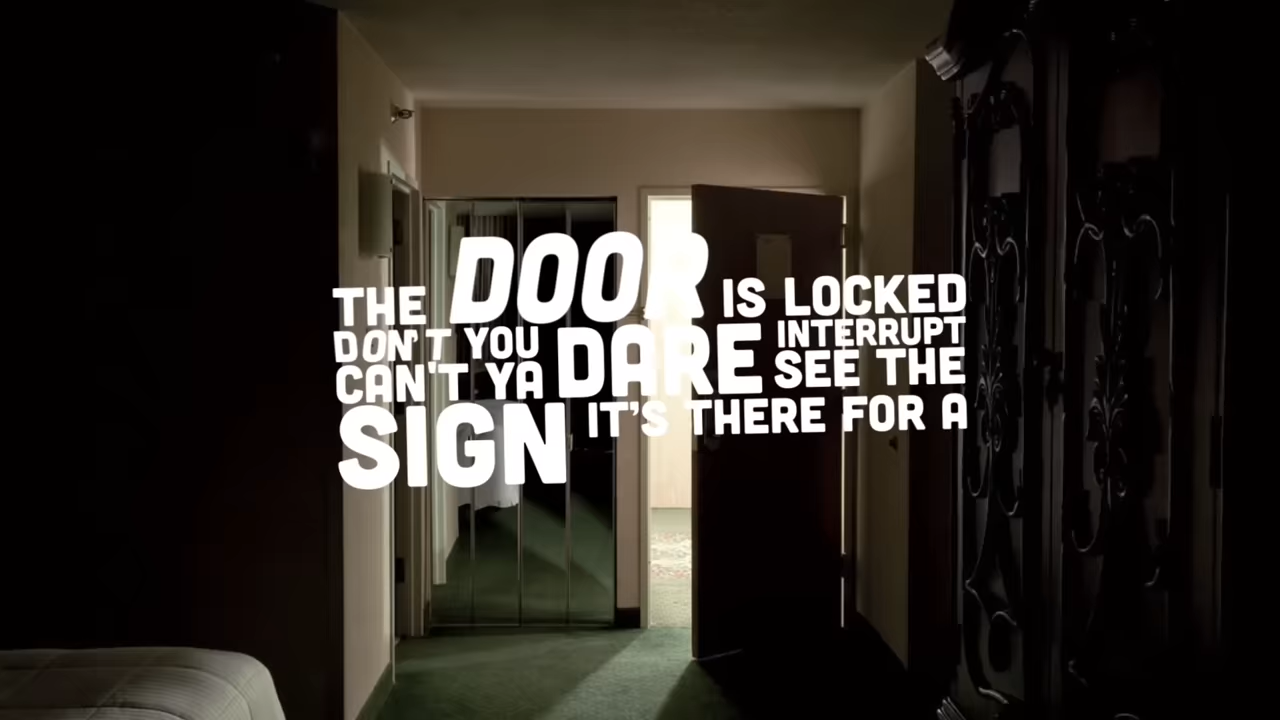 THE DOOR IS LOCKED
DON'T YOU DARE INTERRUPT
CAN'T YA SEE THE
SIGN IT'S THERE FOR A